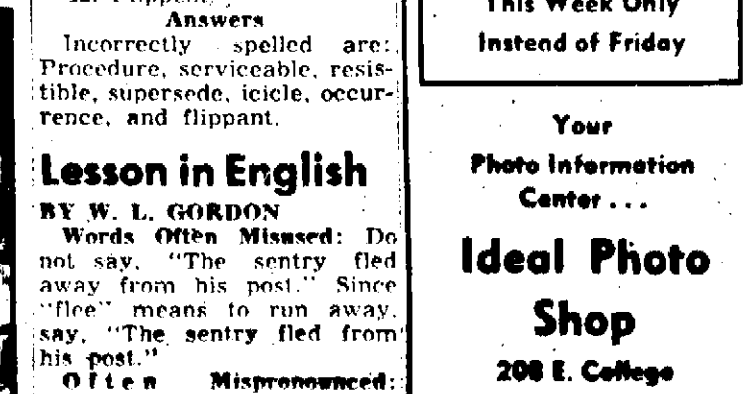 Answers
Incorrectly spelled are:
Procedure, serviceable, resis-
tible, supersede, icicle, occur-
rence, and flippant.
Lesson in English
BY W. L. GORDON
Words Often Misused: Do
not say, "The sentry fled
away from his post." Since
"flee" means to run away,
say, "The sentry fled from
his post."
Often Mispronounced:
This Week Only
Instend of Friday
Your
Photo Information
Center...
Ideal Photo
Shop
208 E. College